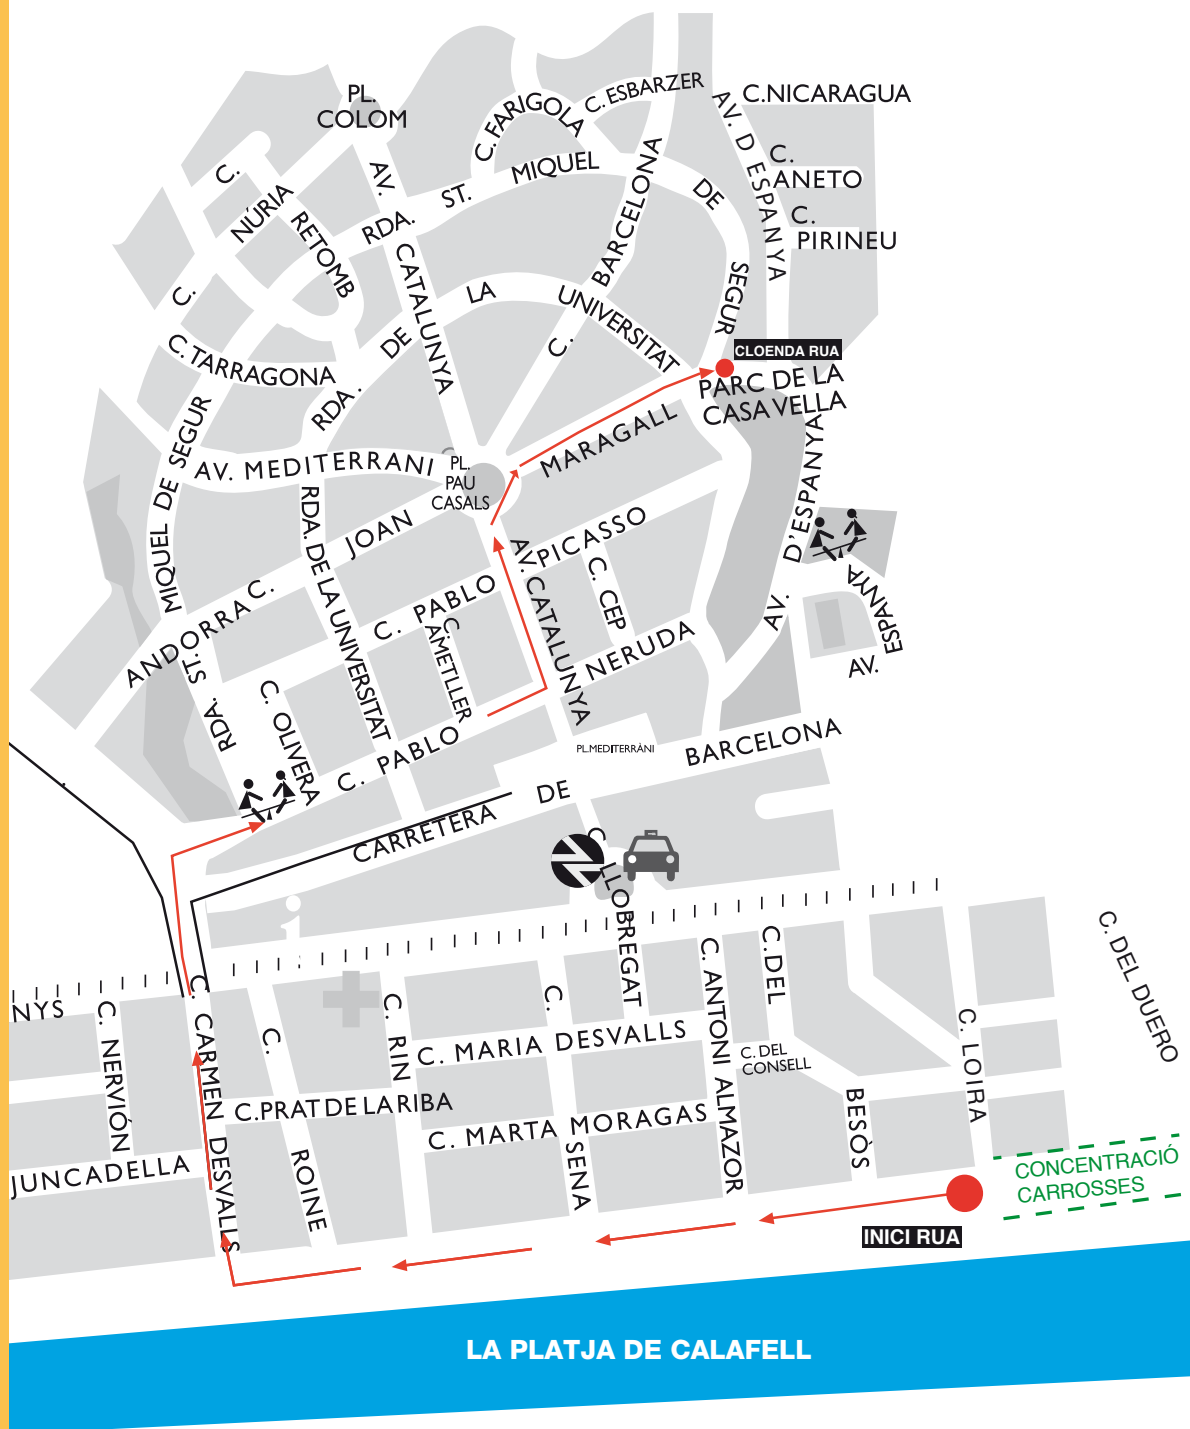 PL.
COLOM
C. FARIGOLA
C. ESBARZER
C.NICARAGUA
AV. D ESPANYA
C.
ANETO
C.
PIRINEU
C.
NÚRIA
RETOMB
C.
AV.
CATALUNYA
RDA. ST. MIQUEL DE SEGUR
C. BARCELONA
RDA. DE LA UNIVERSITAT
C. TARRAGONA
CLOENDA RUA
PARC DE LA
CASA VELLA
MARAGALL
AV. MEDITERRANI
PL.
PAU
CASALS
RDA. ST. MIQUEL DE SEGUR
ANDORRA C. JOAN
RDA. DE LA UNIVERSITAT
C. PABLO PICASSO
AV. CATALUNYA
C. CEP
C.
AMETLLER
C. OLIVERA
C. PABLO NERUDA
AV. D'ESPANYA
ESPANYA
AV. ESPANYA
PL.MEDITERRÀNI
CARRETERA DE BARCELONA
C. LLOBREGAT
NYS
C. NERVIÓN
C. CARMEN DESVALLS
C. ROINE
C. RIN
C. SENA
C. MARIA DESVALLS
C. ANTONI ALMAZOR
C. DEL BESÒS
C. DEL
CONSELL
C. LOIRA
C. DEL DUERO
C.PRAT DE LA RIBA
C. MARTA MORAGAS
JUNCADELLA
CONCENTRACIÓ
CARROSSES
INICI RUA
LA PLATJA DE CALAFELL